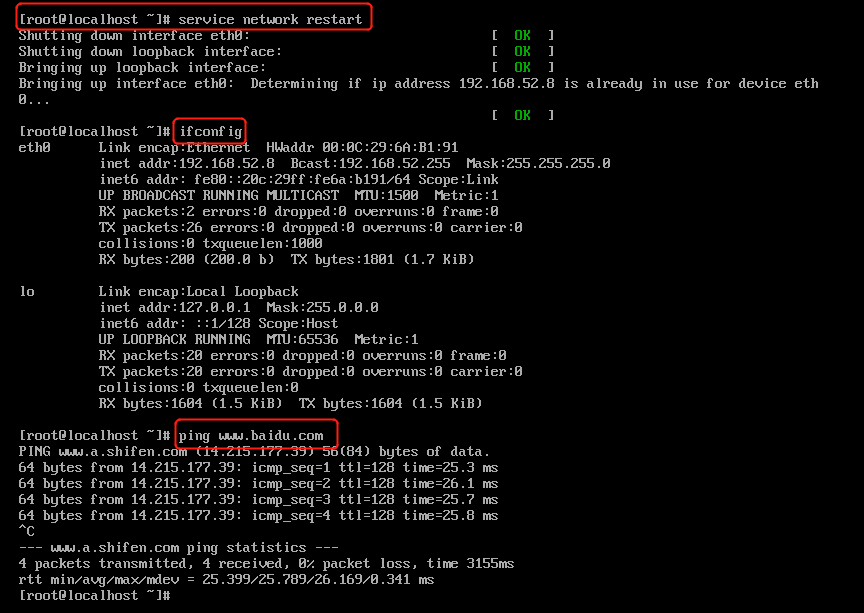 [root@localhost ~]# service network restart
Shutting down interface eth0: [ OK ]
Shutting down loopback interface: [ OK ]
Bringing up loopback interface: [ OK ]
Bringing up interface eth0: Determining if ip address 192.168.52.8 is already in use for device eth
0...
[ OK ]
[root@localhost ~]# ifconfig
eth0 Link encap:Ethernet HWaddr 00:0C:29:6A:B1:91
inet addr:192.168.52.8 Bcast:192.168.52.255 Mask:255.255.255.0
inet6 addr: fe80::20c:29ff:fe6a:b191/64 Scope:Link
UP BROADCAST RUNNING MULTICAST MTU:1500 Metric:1
RX packets:2 errors:0 dropped:0 overruns:0 frame:0
TX packets:26 errors:0 dropped:0 overruns:0 carrier:0
collisions:0 txqueuelen:1000
RX bytes:200 (200.0 b) TX bytes:1801 (1.7 KiB)
lo Link encap:Local Loopback
inet addr:127.0.0.1 Mask:255.0.0.0
inet6 addr: ::1/128 Scope:Host
UP LOOPBACK RUNNING MTU:65536 Metric:1
RX packets:20 errors:0 dropped:0 overruns:0 frame:0
TX packets:20 errors:0 dropped:0 overruns:0 carrier:0
collisions:0 txqueuelen:0
RX bytes:1604 (1.5 KiB) TX bytes:1604 (1.5 KiB)
[root@localhost ~]# ping www.baidu.com
PING www.a.shifen.com (14.215.177.39) 56(84) bytes of data.
64 bytes from 14.215.177.39: icmp_seq=1 ttl=128 time=25.3 ms
64 bytes from 14.215.177.39: icmp_seq=2 ttl=128 time=26.1 ms
64 bytes from 14.215.177.39: icmp_seq=3 ttl=128 time=25.7 ms
64 bytes from 14.215.177.39: icmp_seq=4 ttl=128 time=25.8 ms
^C
--- www.a.shifen.com ping statistics ---
4 packets transmitted, 4 received, 0% packet loss, time 3155ms
rtt min/avg/max/mdev = 25.399/25.789/26.169/0.341 ms
[root@localhost ~]#